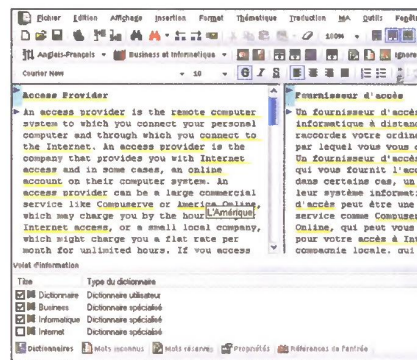 Fichier Edition Affichage Insertion Format Thématique Traduction MA Outils Fenêt
100%
Anglais-Français Business et Informatique Ignore
Courier New 10 G I S
Access Provider
An access provider is the remote computer
system to which you connect your personal
computer and through which you connect to
the Internet. An access provider is the
company that provides you with Internet
access and in some cases, an online
account on their computer system. An
access provider can be a large commercial
service like Compuserve or America Online,
which may charge you by the hour
L'Amérique
Internet access, or a small local company,
which might charge you a flat rate per
month for unlimited hours. If you access
Fournisseur d'accès
Un fournisseur d'accès
informatique à distanc
raccordez votre ordina
par lequel vous vous c
Un fournisseur d'accès
qui vous fournit l'acc
dans certains cas, un
leur système informati
d'accès peut être une
service comme Compuse
Online, qui peut vous
pour votre accès à Int
compagnie locale, qui
Volet d'information
Titre Type du dictionnaire
Dictionnaire Dictionnaire utilisateur
Business Dictionnaire spécialisé
Informatique Dictionnaire spécialisé
Internet Dictionnaire spécialisé
Dictionnaires Mots inconnus Mots réservés Propriétés Références de l'entrée